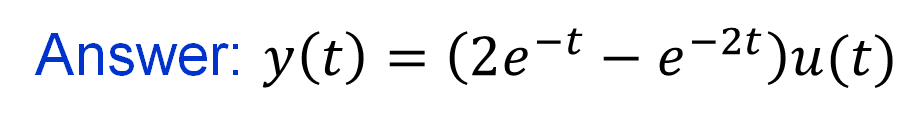 Answer: y(t) = (2e^{-t} − e^{-2t})u(t)